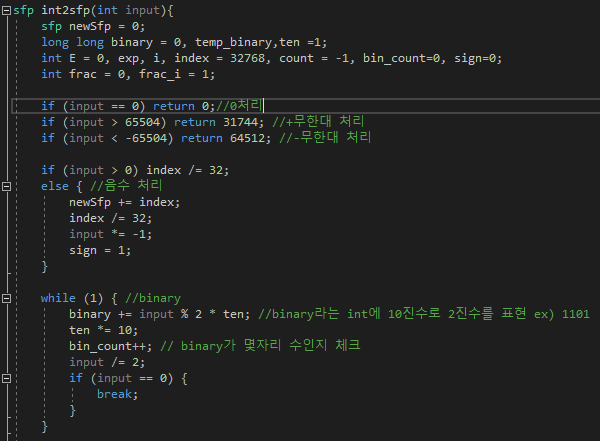 sfp int2sfp(int input){
sfp newSfp = 0;
long long binary = 0, temp_binary,ten =1;
int E = 0, exp, i, index = 32768, count = -1, bin_count=0, sign=0;
int frac = 0, frac_i = 1;
if (input == 0) return 0;//0처리
if (input > 65504) return 31744; //+무한대 처리
if (input < -65504) return 64512; //-무한대 처리
if (input > 0) index /= 32;
else { //음수 처리
newSfp += index;
index /= 32;
input *= -1;
sign = 1;
}
while (1) { //binary
binary += input % 2 * ten; //binary라는 int에 10진수로 2진수를 표현 ex) 1101
ten *= 10;
bin_count++; // binary가 몇자리 수인지 체크
input /= 2;
if (input == 0) {
break;
}
}